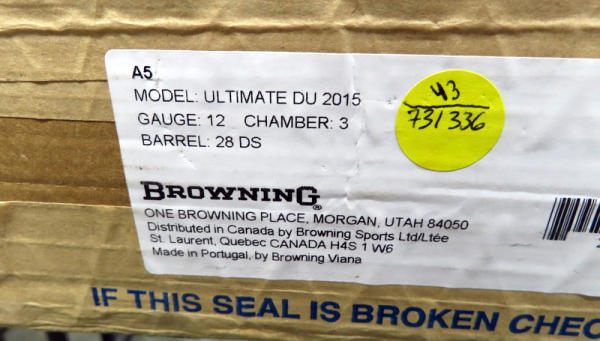 A5
MODEL: ULTIMATE DU 2015
GAUGE: 12 CHAMBER: 3
BARREL: 28 DS
43
731336
BROWNING®
ONE BROWNING PLACE, MORGAN, UTAH 84050
Distributed in Canada by Browning Sports Ltd/Ltée
St. Laurent, Quebec CANADA H4S 1 W6
Made in Portugal, by Browning Viana
IF THIS SEAL IS BROKEN CHEC